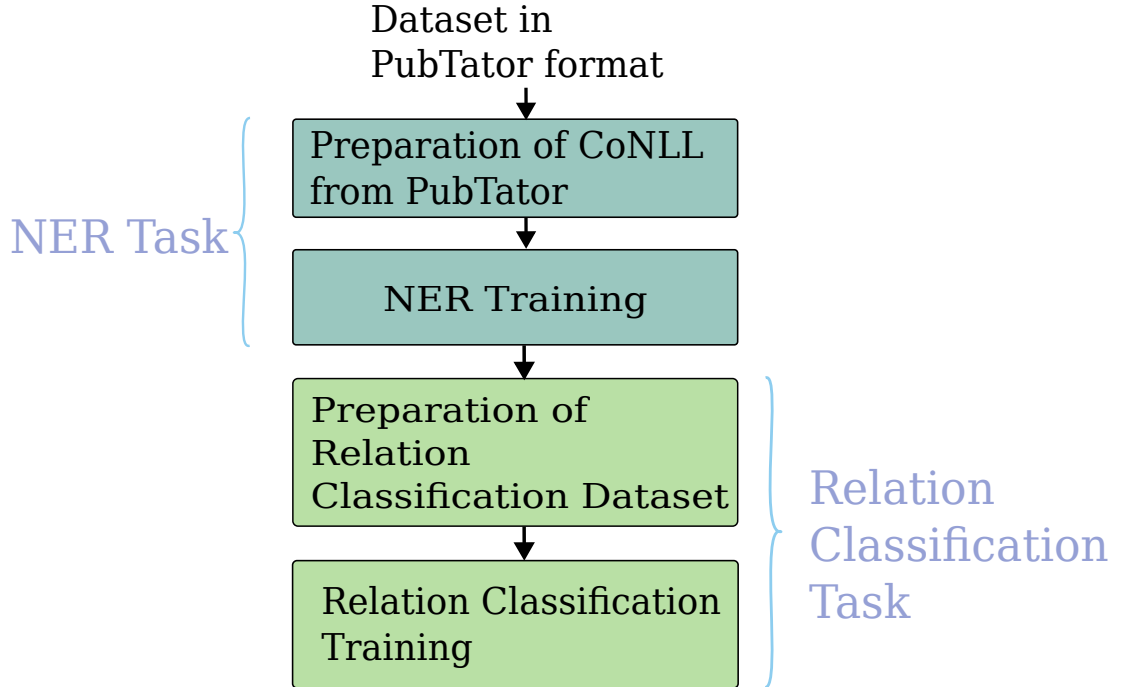 Dataset in
PubTator format
Preparation of CoNLL
from PubTator
NER Task
NER Training
Preparation of
Relation
Classification Dataset
Relation
Classification
Task
Relation Classification
Training